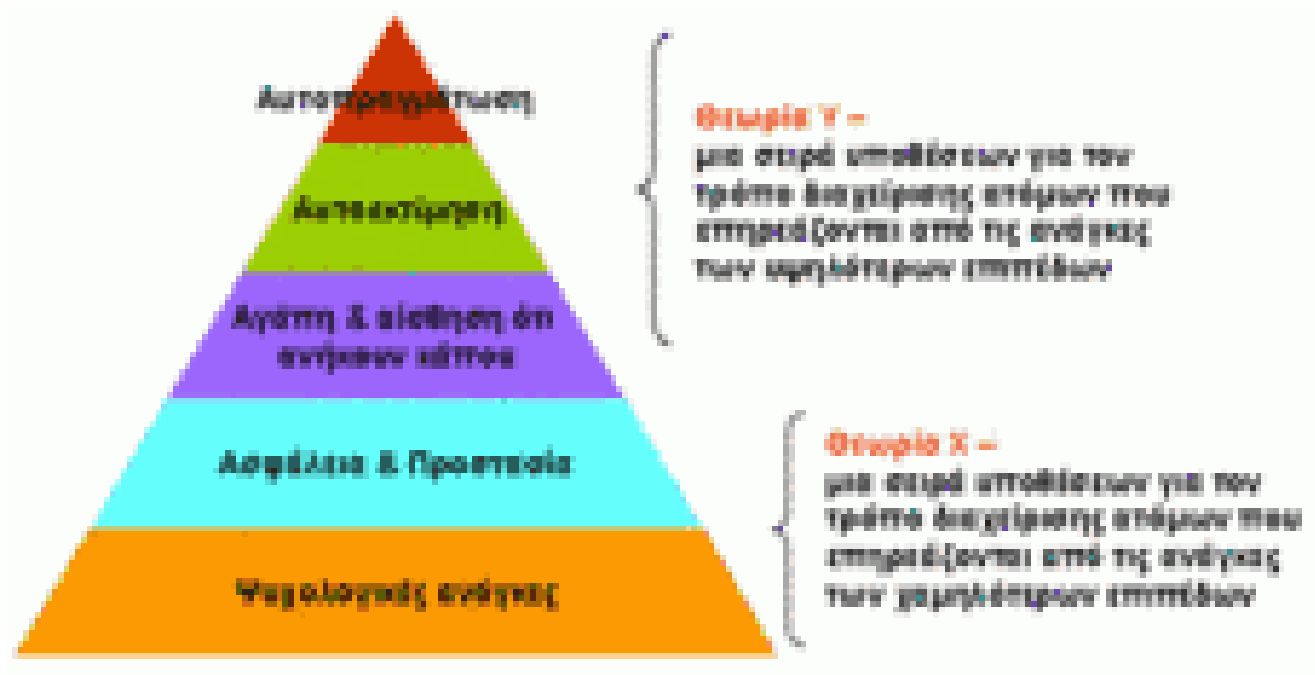 Αυτοπραγμάτωση
Αυτοεκτίμηση
Αγάπη & αίσθηση ότι
ανήκουν κάπου
Ασφάλεια & Προστασία
Ψυχολογικές ανάγκες
Θεωρία Υ –
μια σειρά υποθέσεων για τον
τρόπο διαχείρισης ατόμων που
επηρεάζονται από τις ανάγκες
των υψηλότερων επιπέδων
Θεωρία Χ –
μια σειρά υποθέσεων για τον
τρόπο διαχείρισης ατόμων που
επηρεάζονται από τις ανάγκες
των χαμηλότερων επιπέδων